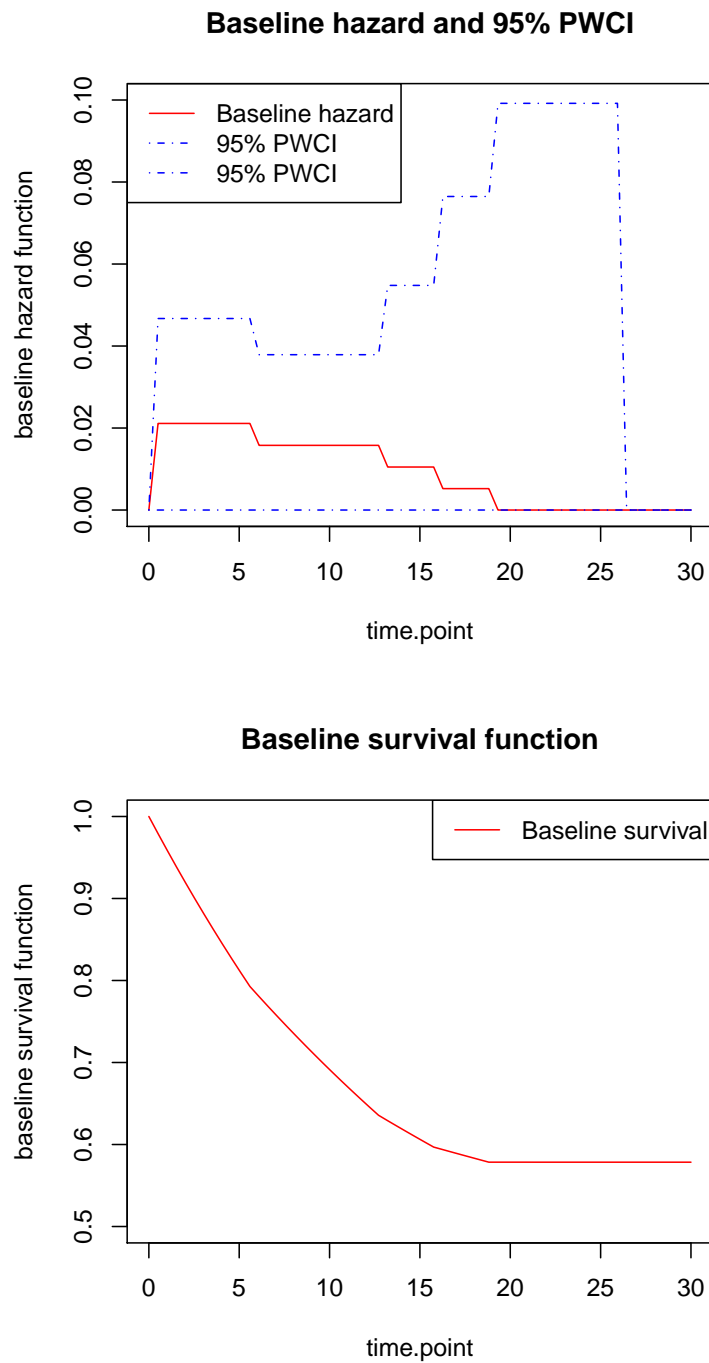 Baseline hazard and 95% PWCI
Baseline hazard
95% PWCI
95% PWCI
baseline hazard function
0.10
0.08
0.06
0.04
0.02
0.00
0 5 10 15 20 25 30
time.point
Baseline survival function
Baseline survival
baseline survival function
1.0
0.9
0.8
0.7
0.6
0.5
0 5 10 15 20 25 30
time.point